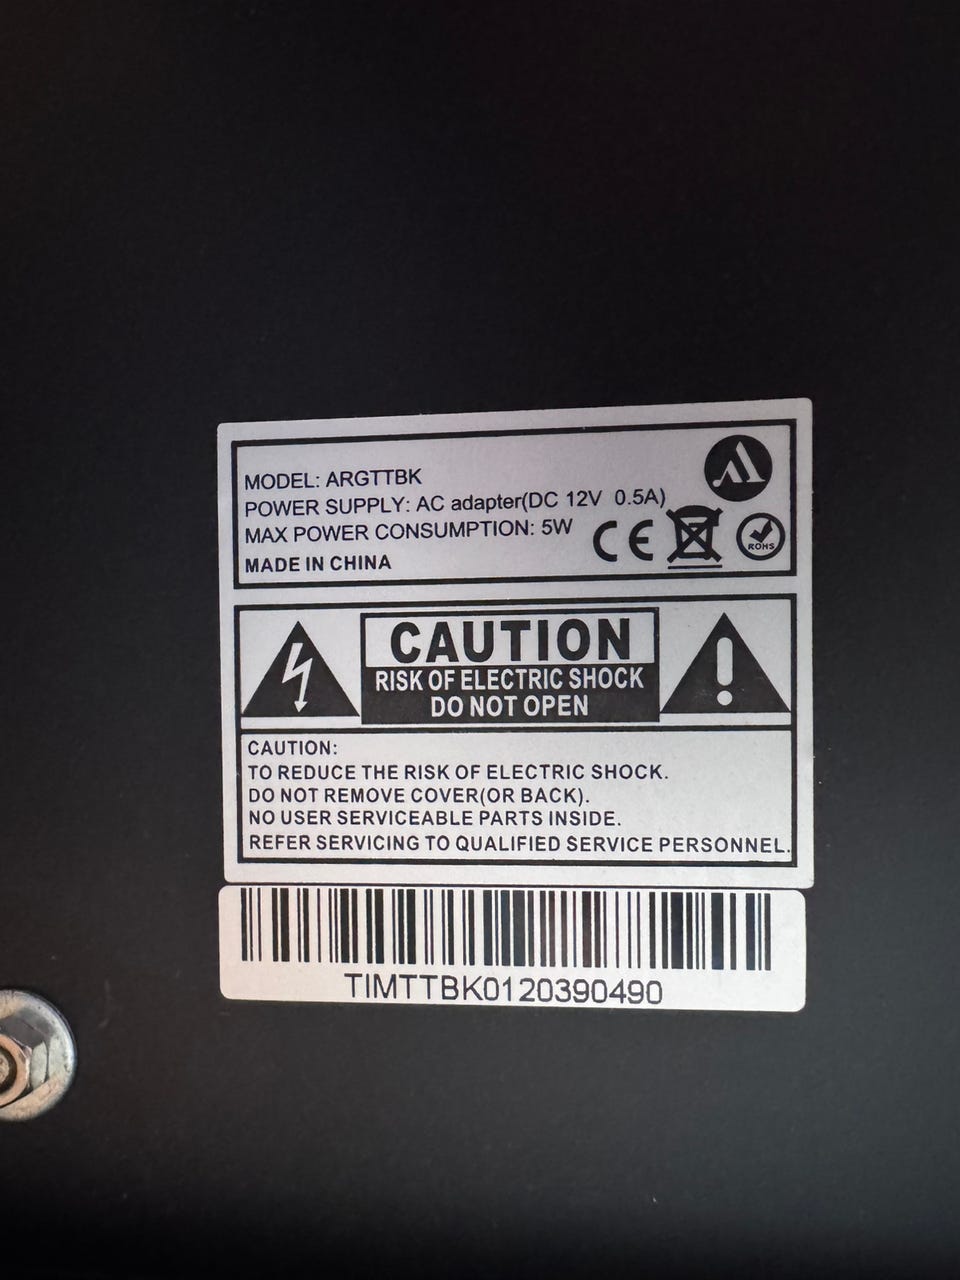 MODEL: ARGTTBK
POWER SUPPLY: AC adapter(DC 12V 0.5A)
MAX POWER CONSUMPTION: 5W
CE
ROHS
MADE IN CHINA
CAUTION
RISK OF ELECTRIC SHOCK
DO NOT OPEN
CAUTION:
TO REDUCE THE RISK OF ELECTRIC SHOCK.
DO NOT REMOVE COVER(OR BACK).
NO USER SERVICEABLE PARTS INSIDE.
REFER SERVICING TO QUALIFIED SERVICE PERSONNEL.
TIMTTBK0120390490